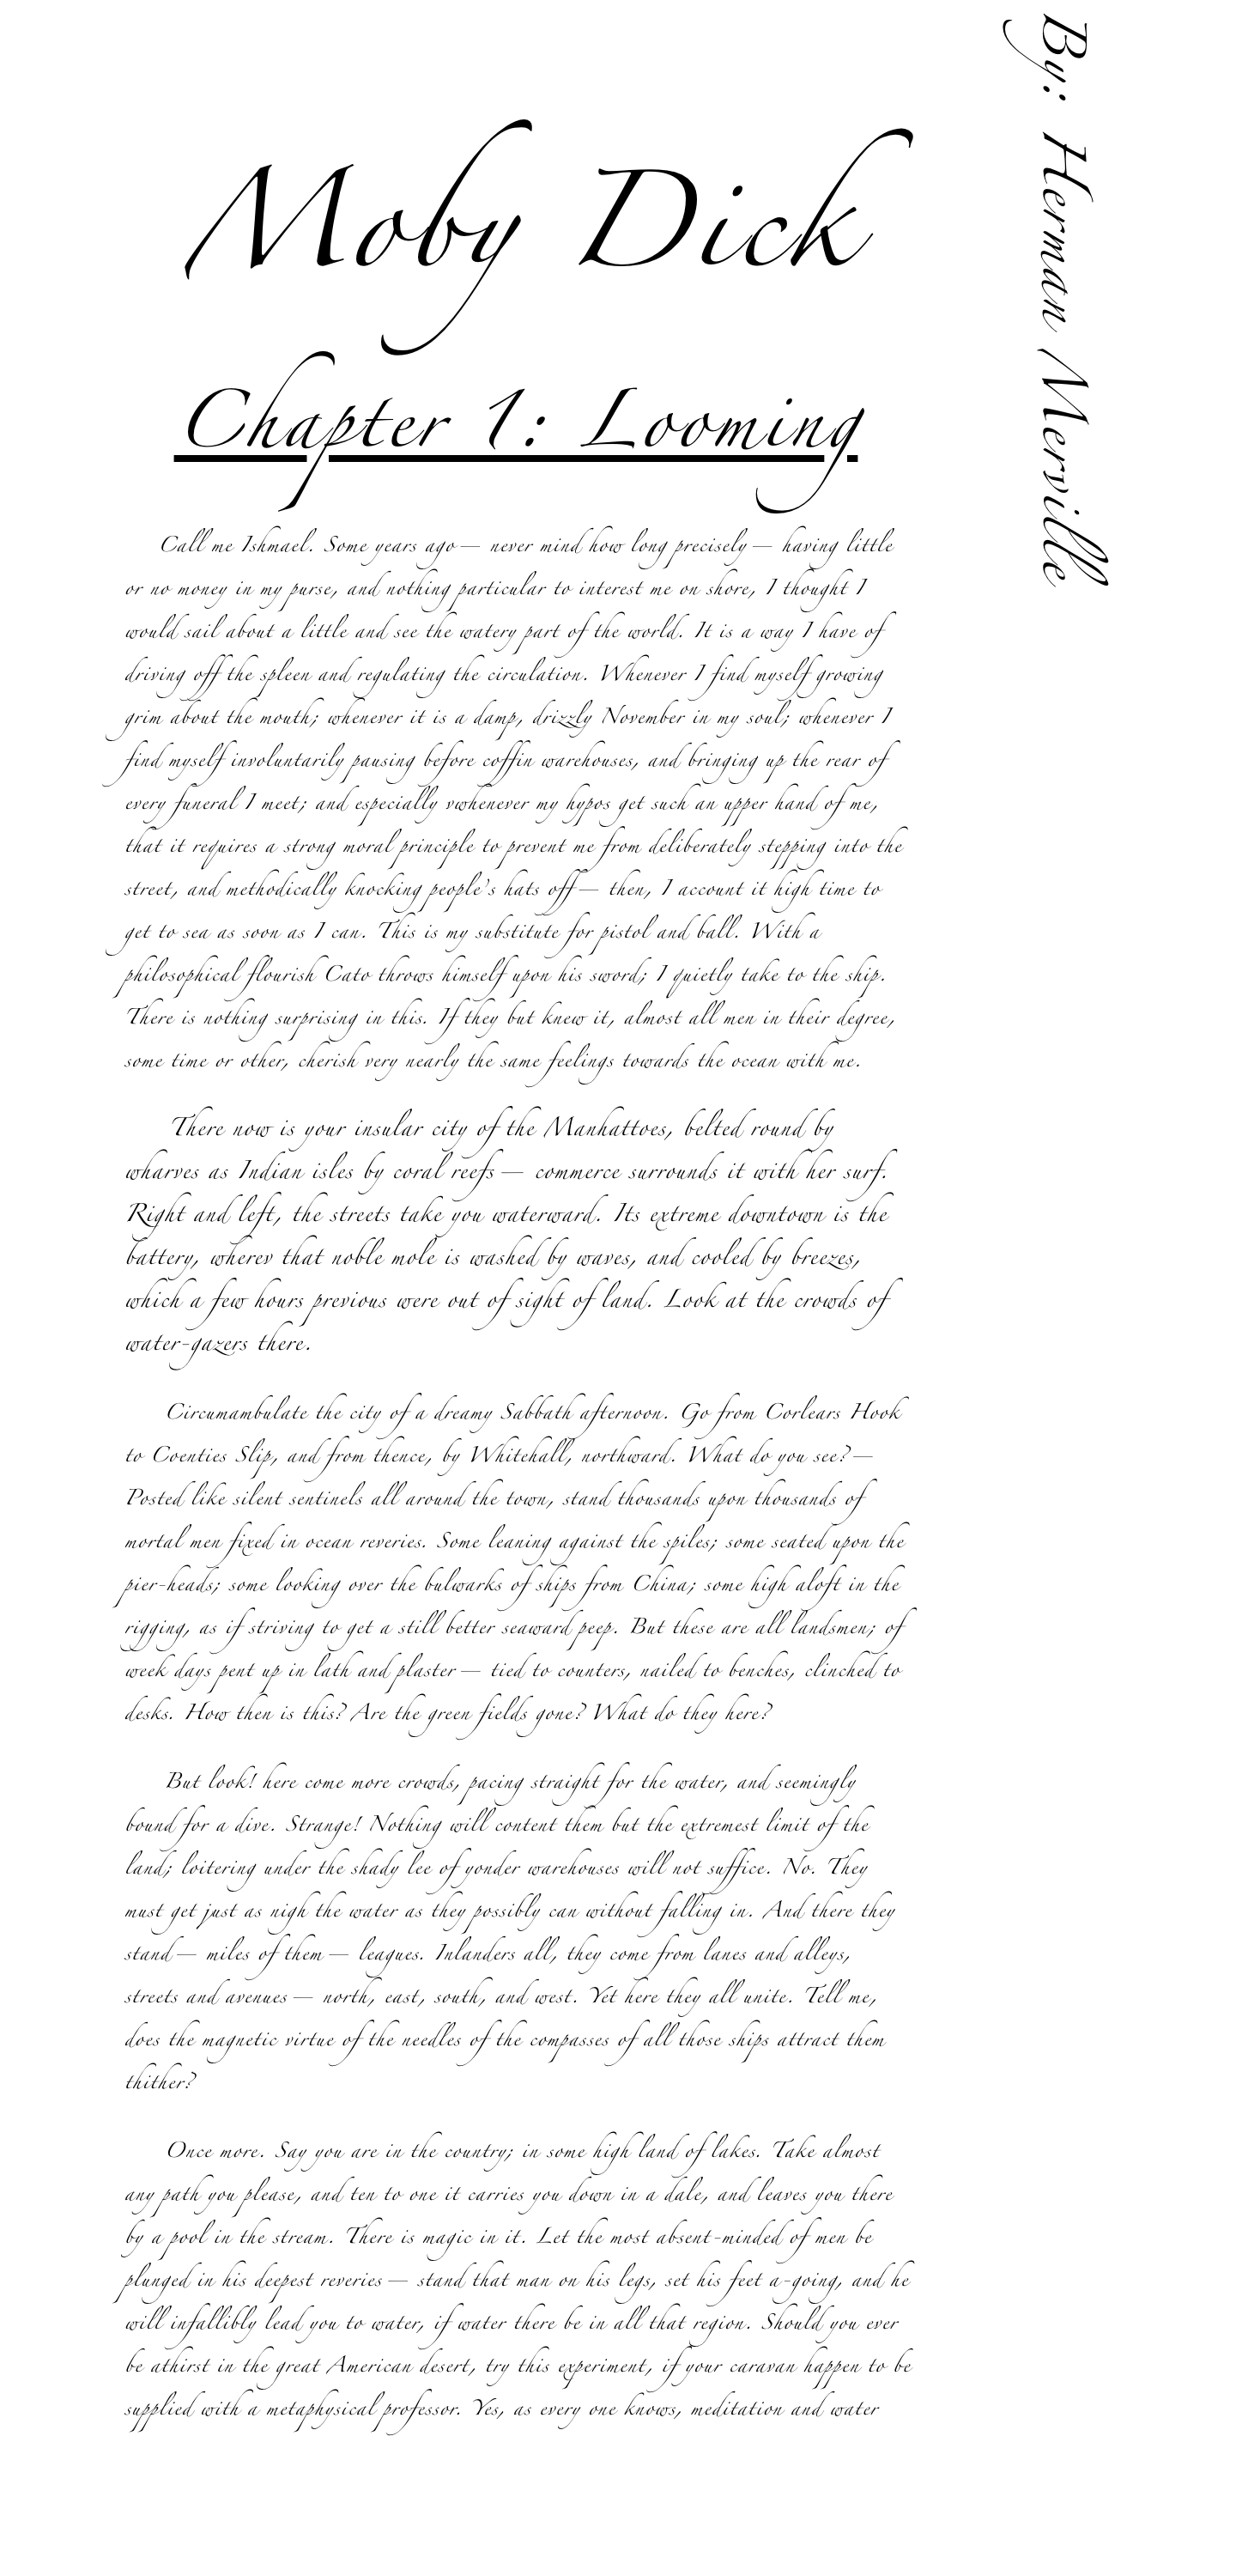 Moby Dick
By: Herman Merville
Chapter 1: Looming
Call me Ishmael. Some years ago— never mind how long precisely— having little
or no money in my purse, and nothing particular to interest me on shore, I thought I
would sail about a little and see the watery part of the world. It is a way I have of
driving off the spleen and regulating the circulation. Whenever I find myself growing
grim about the mouth; whenever it is a damp, drizzly November in my soul; whenever I
find myself involuntarily pausing before coffin warehouses, and bringing up the rear of
every funeral I meet; and especially vwhenever my hypos get such an upper hand of me,
that it requires a strong moral principle to prevent me from deliberately stepping into the
street, and methodically knocking people's hats off— then, I account it high time to
get to sea as soon as I can. This is my substitute for pistol and ball. With a
philosophical flourish Cato throws himself upon his sword; I quietly take to the ship.
There is nothing surprising in this. If they but knew it, almost all men in their degree,
some time or other, cherish very nearly the same feelings towards the ocean with me.
There now is your insular city of the Manhattoes, belted round by
wharves as Indian isles by coral reefs— commerce surrounds it with her surf.
Right and left, the streets take you waterward. Its extreme downtown is the
battery, wherev that noble mole is washed by waves, and cooled by breezes,
which a few hours previous were out of sight of land. Look at the crowds of
water-gazers there.
Circumambulate the city of a dreamy Sabbath afternoon. Go from Corlears Hook
to Coenties Slip, and from thence, by Whitehall, northward. What do you see?—
Posted like silent sentinels all around the town, stand thousands upon thousands of
mortal men fixed in ocean reveries. Some leaning against the spiles; some seated upon the
pier-heads; some looking over the bulwarks of ships from China; some high aloft in the
rigging, as if striving to get a still better seaward peep. But these are all landsmen; of
week days pent up in lath and plaster— tied to counters, nailed to benches, clinched to
desks. How then is this? Are the green fields gone? What do they here?
But look! here come more crowds, pacing straight for the water, and seemingly
bound for a dive. Strange! Nothing will content them but the extremest limit of the
land; loitering under the shady lee of yonder warehouses will not suffice. No. They
must get just as nigh the water as they possibly can without falling in. And there they
stand— miles of them— leagues. Inlanders all, they come from lanes and alleys,
streets and avenues— north, east, south, and west. Yet here they all unite. Tell me,
does the magnetic virtue of the needles of the compasses of all those ships attract them
thither?
Once more. Say you are in the country; in some high land of lakes. Take almost
any path you please, and ten to one it carries you down in a dale, and leaves you there
by a pool in the stream. There is magic in it. Let the most absent-minded of men be
plunged in his deepest reveries— stand that man on his legs, set his feet a-going, and he
will infallibly lead you to water, if water there be in all that region. Should you ever
be athirst in the great American desert, try this experiment, if your caravan happen to be
supplied with a metaphysical professor. Yes, as every one knows, meditation and water